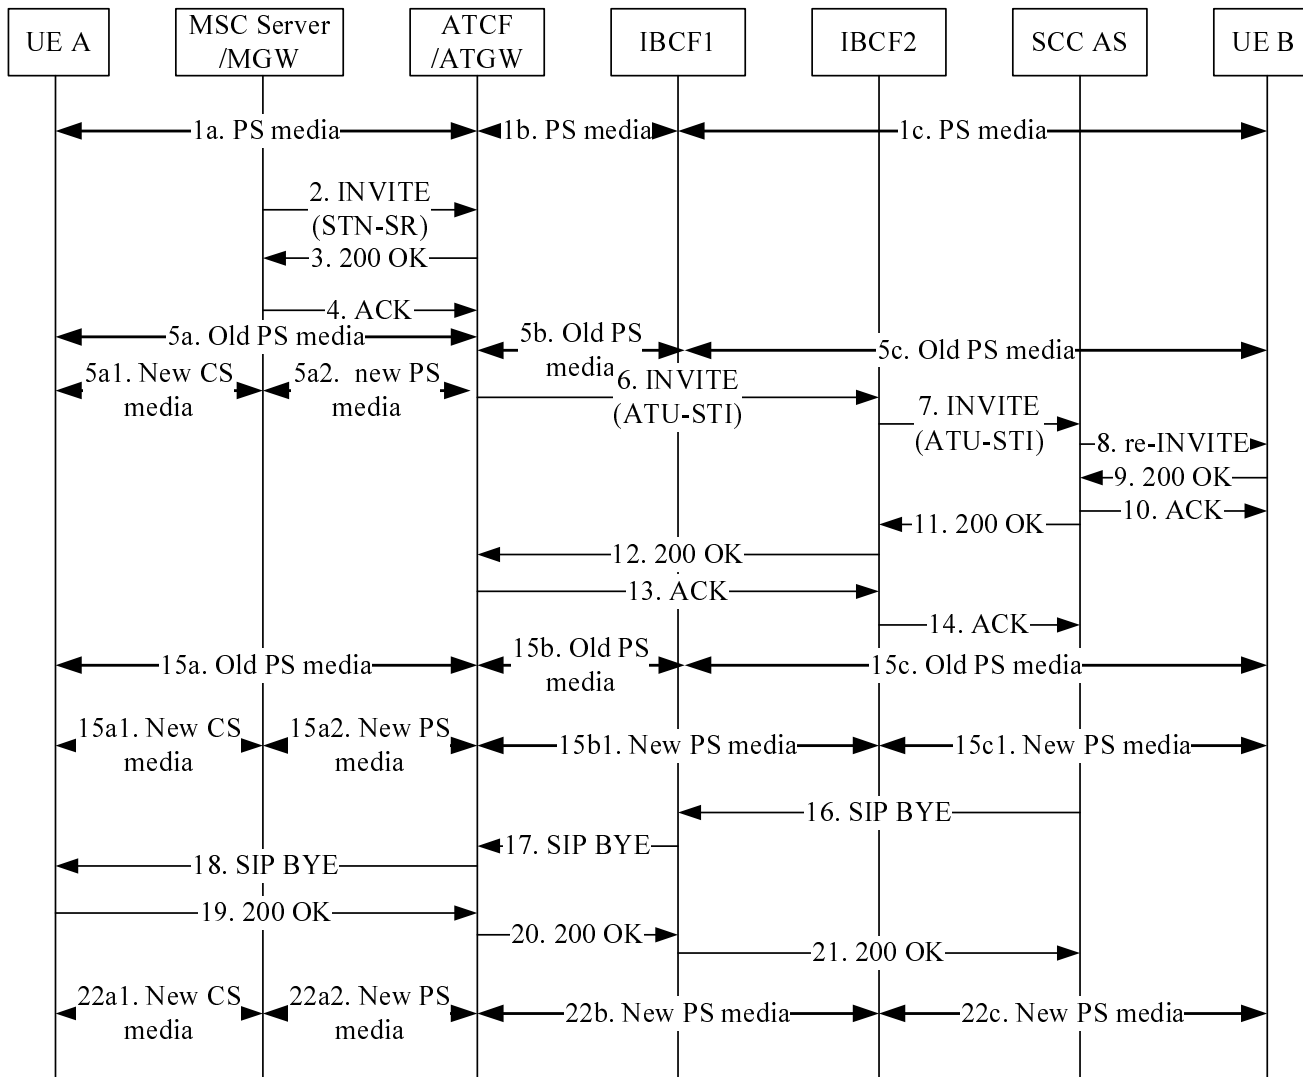 UE A
MSC Server
/MGW
ATCF
/ATGW
IBCF1
IBCF2
SCC AS
UE B
1a. PS media
1b. PS media
1c. PS media
2. INVITE
(STN-SR)
3. 200 OK
4. ACK
5a. Old PS media
5b. Old PS
media
5c. Old PS media
5a1. New CS
media
5a2.  new PS
media
6. INVITE
(ATU-STI)
7. INVITE
(ATU-STI)
8. re-INVITE
9. 200 OK
10. ACK
11. 200 OK
12. 200 OK
13. ACK
14. ACK
15a. Old PS media
15b. Old PS
media
15c. Old PS media
15a1. New CS
media
15a2. New PS
media
15b1. New PS media
15c1. New PS media
16. SIP BYE
17. SIP BYE
18. SIP BYE
19. 200 OK
20. 200 OK
21. 200 OK
22a1. New CS
media
22a2. New PS
media
22b. New PS media
22c. New PS media